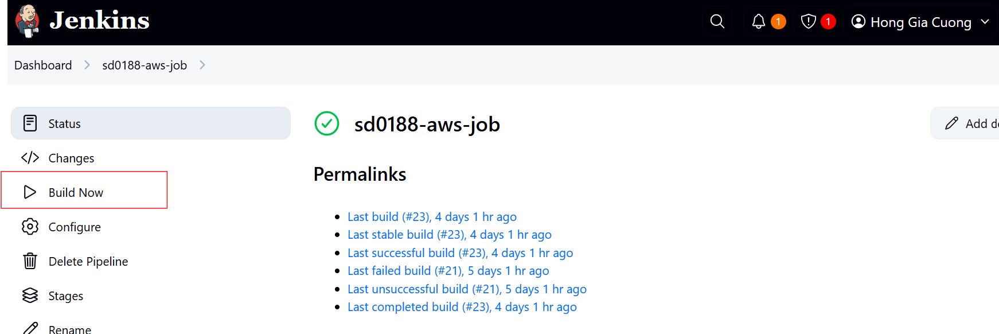 Jenkins
1
1
Hong Gia Cuong
Dashboard
sd0188-aws-job
Status
Changes
Build Now
Configure
Delete Pipeline
Stages
Rename
sd0188-aws-job
Add
Permalinks
Last build (#23), 4 days 1 hr ago
Last stable build (#23), 4 days 1 hr ago
Last successful build (#23), 4 days 1 hr ago
Last failed build (#21), 5 days 1 hr ago
Last unsuccessful build (#21), 5 days 1 hr ago
Last completed build (#23), 4 days 1 hr ago